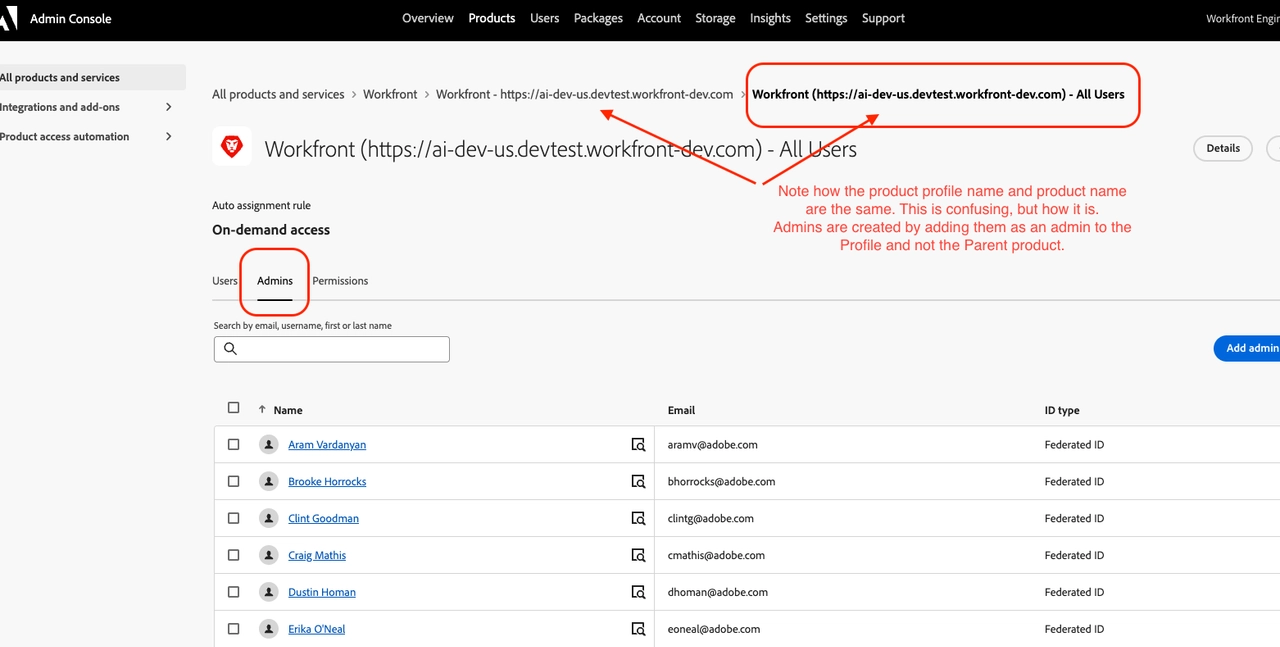 Admin Console
Overview Products Users Packages Account Storage Insights Settings Support
Workfront
All products and services
Integrations and add-ons
Product access automation
All products and services > Workfront > Workfront - https://ai-dev-us.devtest.workfront-dev.com > Workfront (https://ai-dev-us.devtest.workfront-dev.com) - All Users
Workfront (https://ai-dev-us.devtest.workfront-dev.com) - All Users
Details
Note how the product profile name and product name
are the same. This is confusing, but how it is.
Admins are created by adding them as an admin to the
Profile and not the Parent product.
Auto assignment rule
On-demand access
Users Admins Permissions
Search by email, username, first or last name
Add admin
Name Email ID type
Aram Vardanyan aramv@adobe.com Federated ID
Brooke Horrocks bhorrocks@adobe.com Federated ID
Clint Goodman clintg@adobe.com Federated ID
Craig Mathis cmathis@adobe.com Federated ID
Dustin Homan dhoman@adobe.com Federated ID
Erika O'Neal eoneal@adobe.com Federated ID